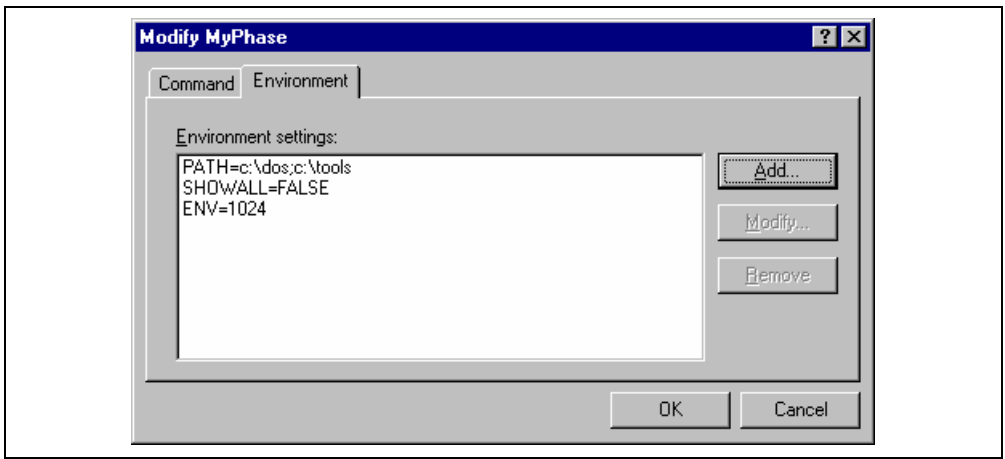 Modify MyPhase
Command Environment
Environment settings:
PATH=c:\dos;c:\tools
SHOWALL=FALSE
ENV=1024
Add...
Modify...
Remove
OK Cancel